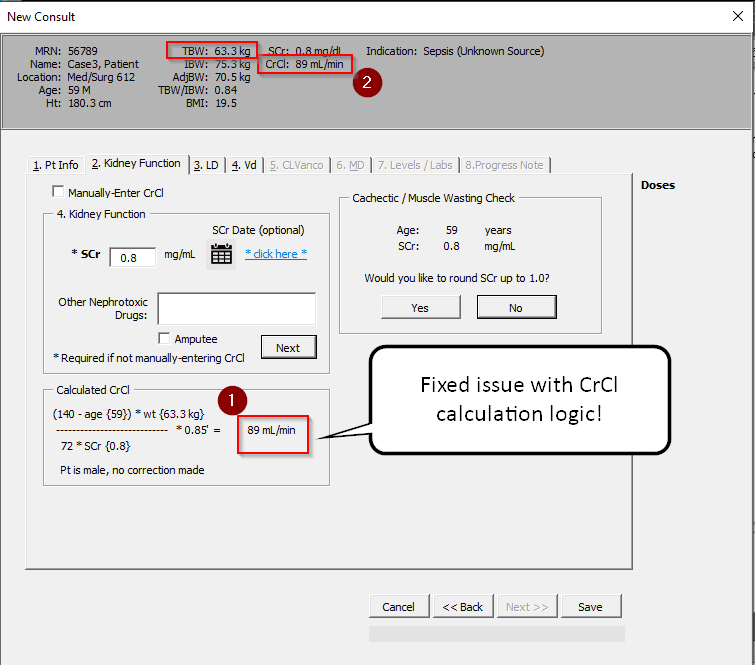 New Consult
MRN: 56789
Name: Case3, Patient
Location: Med/Surg 612
Age: 59 M
Ht: 180.3 cm
TBW: 63.3 kg
IBW: 75.3 kg
AdjBW: 70.5 kg
TBW/IBW: 0.84
BMI: 19.5
SCr: 0.8 mg/dL
CrCl: 89 mL/min
2
Indication: Sepsis (Unknown Source)
1. Pt Info 2. Kidney Function 3. LD 4. Vd 5. CLVanco 6. MD 7. Levels / Labs 8.Progress Note
Doses
Manually-Enter CrCl
4. Kidney Function
* SCr 0.8 mg/mL
SCr Date (optional)
* click here *
Other Nephrotoxic
Drugs:
Amputee
* Required if not manually-entering CrCl
Next
Cachectic / Muscle Wasting Check
Age: 59 years
SCr: 0.8 mg/mL
Would you like to round SCr up to 1.0?
Yes No
Calculated CrCl
1
(140 - age {59}) * wt {63.3 kg}
---------------------------- * 0.85' = 89 mL/min
72 * SCr {0.8}
Pt is male, no correction made
Fixed issue with CrCl
calculation logic!
Cancel << Back Next >> Save